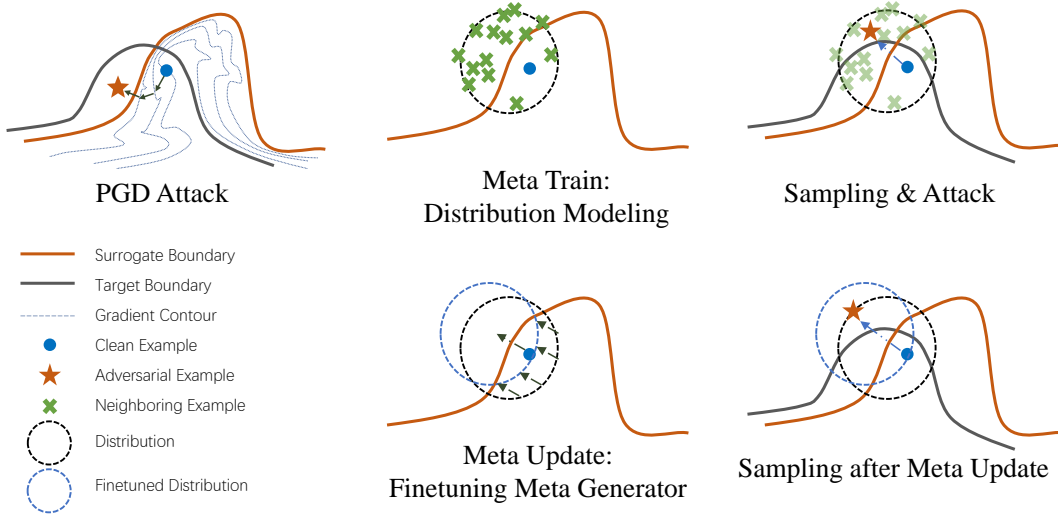 PGD Attack
Meta Train:
Distribution Modeling
Sampling & Attack
Surrogate Boundary
Target Boundary
Gradient Contour
Clean Example
Adversarial Example
Neighboring Example
Distribution
Finetuned Distribution
Meta Update:
Finetuning Meta Generator
Sampling after Meta Update